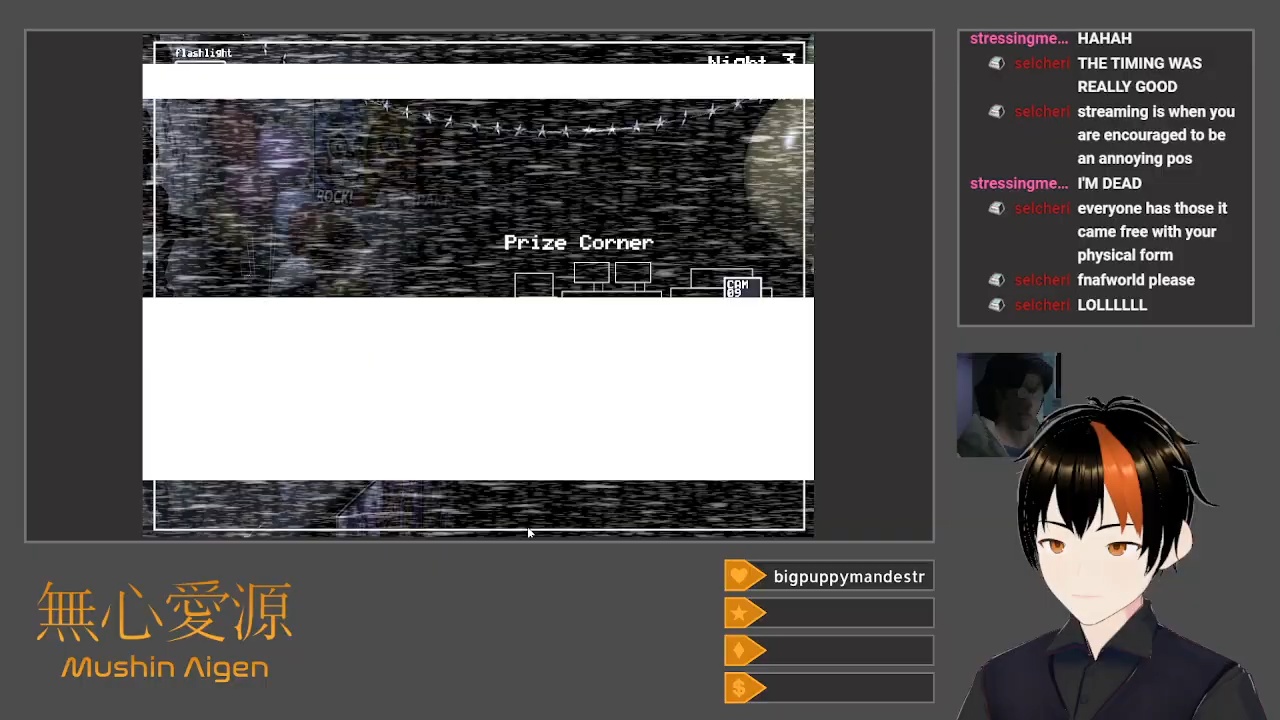 flashlight
Night 3
ROCK!
Prize Corner
CAM
09
stressingme... HAHAH
selcheri THE TIMING WAS
REALLY GOOD
selcheri streaming is when you
are encouraged to be
an annoying pos
stressingme... I'M DEAD
selcheri everyone has those it
came free with your
physical form
selcheri fnafworld please
selcheri LOLLLLLL
bigpuppymandestr
無心愛源
Mushin Aigen